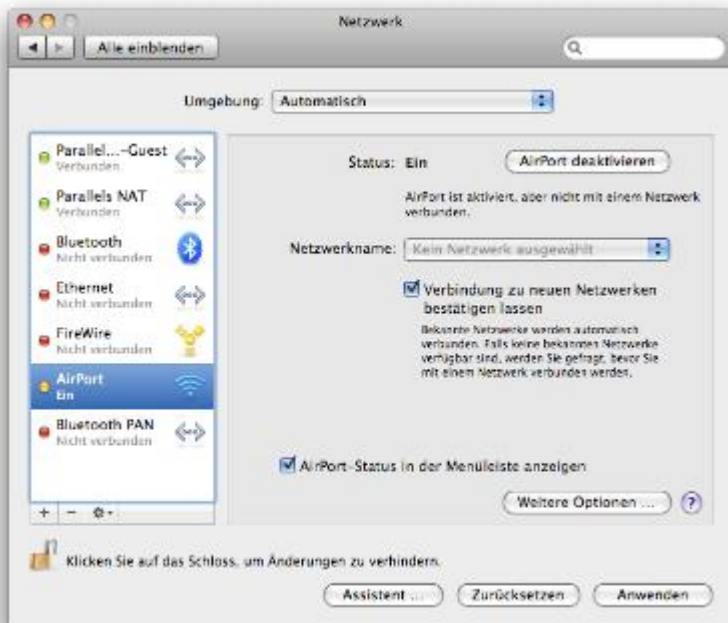 Netzwerk
Alle einblenden
Umgebung: Automatisch
Parallel...-Guest
Verbunden
Parallels NAT
Verbunden
Bluetooth
Nicht verbunden
Ethernet
Nicht verbunden
FireWire
Nicht verbunden
AirPort
Ein
Bluetooth PAN
Nicht verbunden
Status: Ein
AirPort deaktivieren
AirPort ist aktiviert, aber nicht mit einem Netzwerk
verbunden.
Netzwerkname: Kein Netzwerk ausgewählt
Verbindung zu neuen Netzwerken
bestätigen lassen
Bekannte Netzwerke werden automatisch
verbunden. Falls keine bekannten Netzwerke
verfügbar sind, werden Sie gefragt, bevor Sie
mit einem Netzwerk verbunden werden.
AirPort-Status in der Menüleiste anzeigen
Weitere Optionen ... ?
Klicken Sie auf das Schloss, um Änderungen zu verhindern.
Assistent ... Zurücksetzen Anwenden